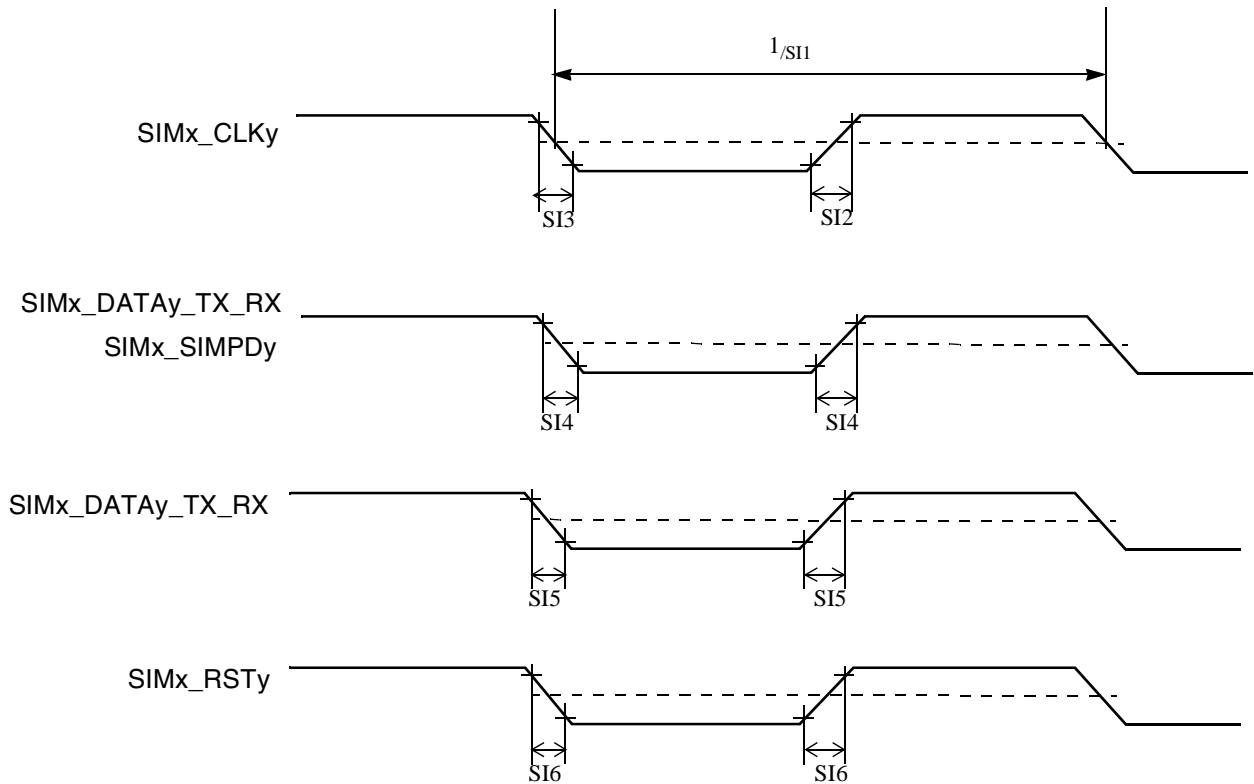 1/SI1
SIMx_CLKy
SI3
SI2
SIMx_DATAy_TX_RX
SIMx_SIMPDy
SI4
SI4
SIMx_DATAy_TX_RX
SI5
SI5
SIMx_RSTy
SI6
SI6